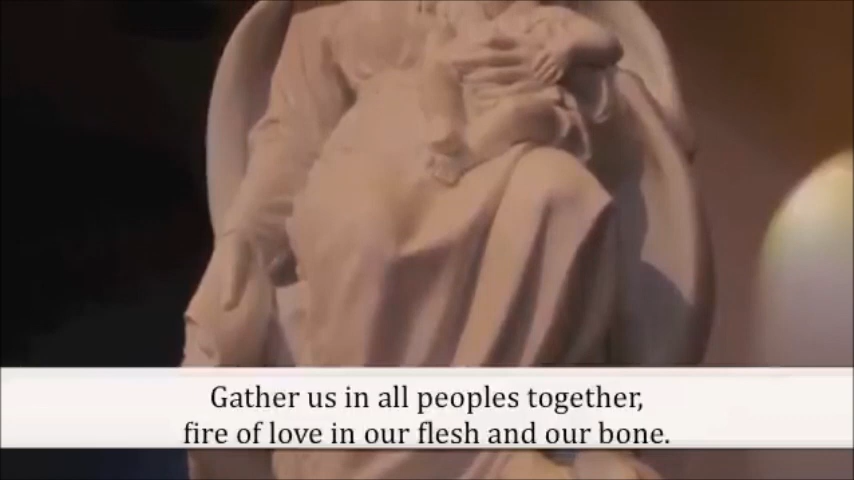 Gather us in all peoples together,
fire of love in our flesh and our bone.